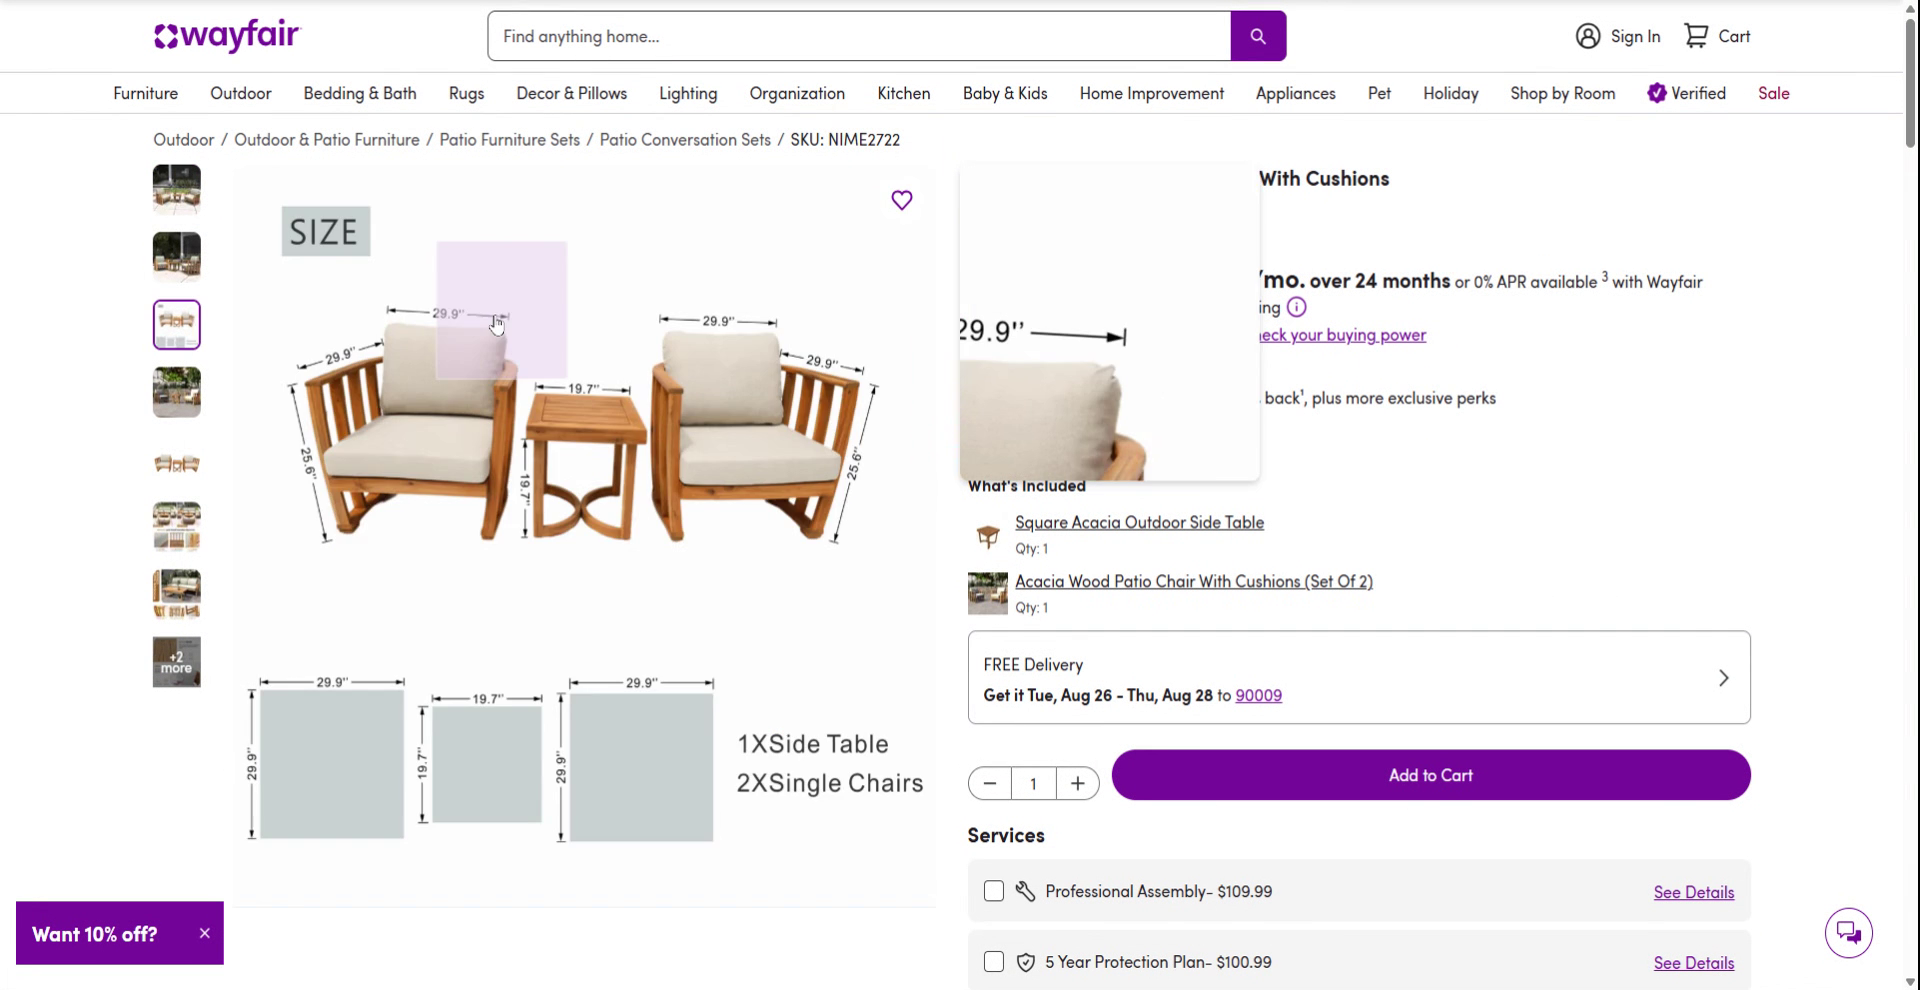 wayfair
Find anything home...
Sign In
Cart
Furniture
Outdoor
Bedding & Bath
Rugs
Decor & Pillows
Lighting
Organization
Kitchen
Baby & Kids
Home Improvement
Appliances
Pet
Holiday
Shop by Room
Verified
Sale
Outdoor / Outdoor & Patio Furniture / Patio Furniture Sets / Patio Conversation Sets / SKU: NIME2722
SIZE
29.9''
29.9''
29.9''
29.9''
19.7''
25.6''
19.7''
25.6''
29.9''
19.7''
29.9''
29.9''
19.7''
29.9''
1XSide Table
2XSingle Chairs
+2
more
29.9''
With Cushions
/mo. over 24 months or 0% APR available 3 with Wayfair
ing
eck your buying power
back¹, plus more exclusive perks
What's Included
Square Acacia Outdoor Side Table
Qty: 1
Acacia Wood Patio Chair With Cushions (Set Of 2)
Qty: 1
FREE Delivery
Get it Tue, Aug 26 - Thu, Aug 28 to 90009
1
Add to Cart
Services
Professional Assembly- $109.99
See Details
5 Year Protection Plan- $100.99
See Details
Want 10% off?